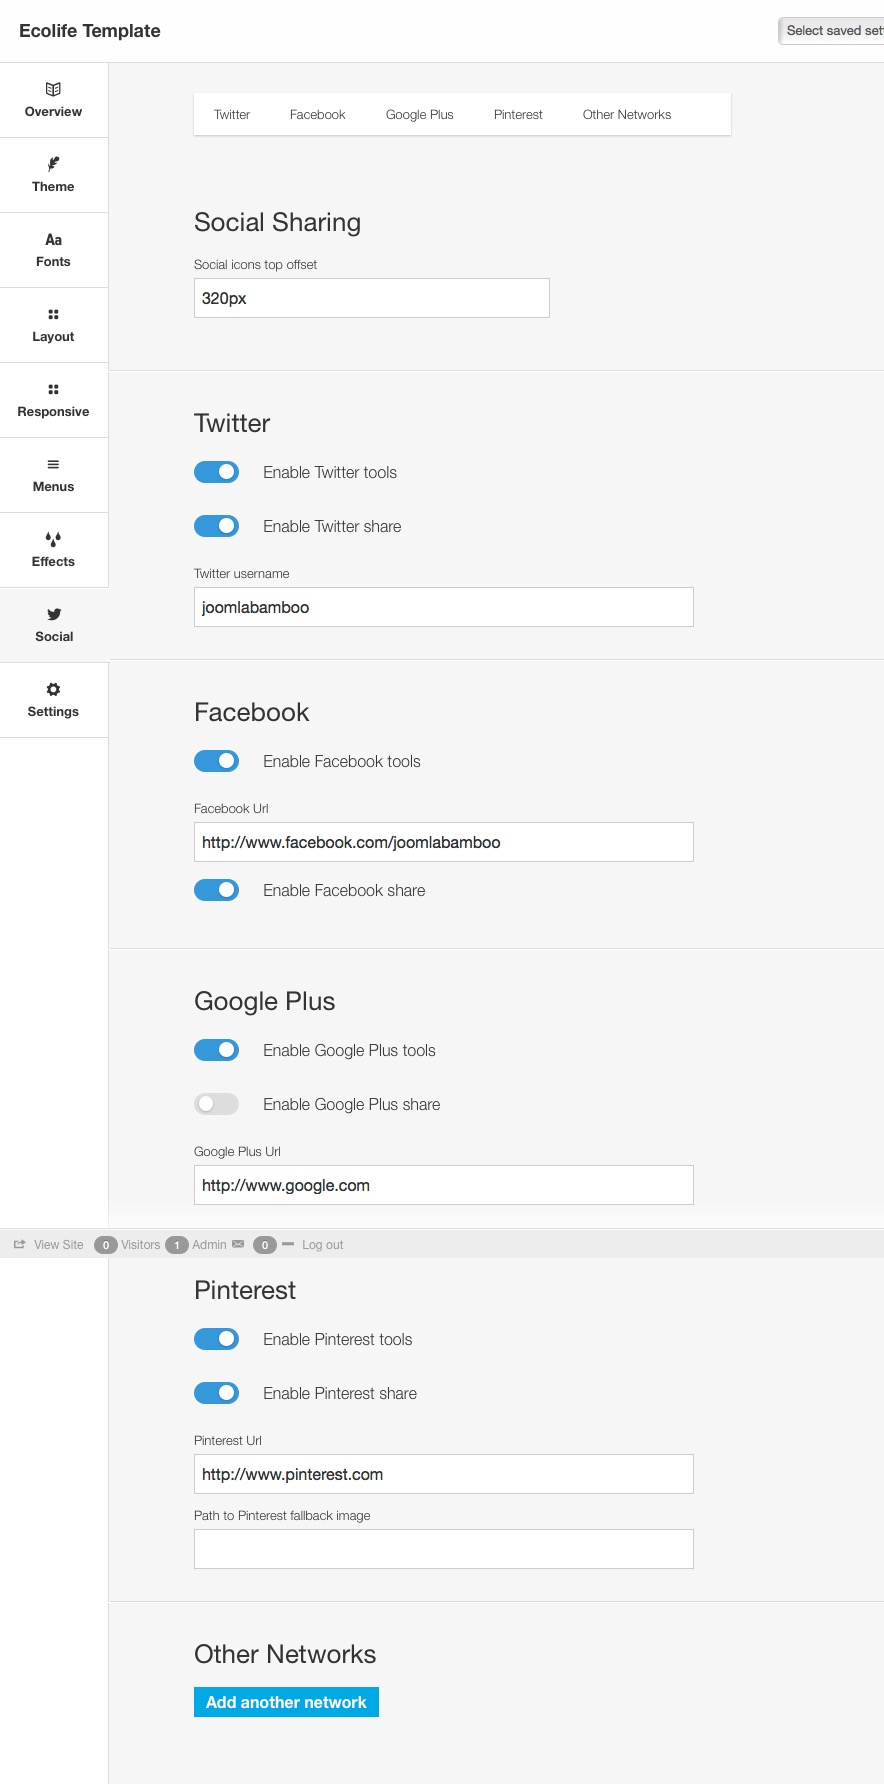 Ecolife Template
Select saved set
Overview
Theme
Aa
Fonts
Layout
Responsive
Menus
Effects
Social
Settings
Twitter Facebook Google Plus Pinterest Other Networks
Social Sharing
Social icons top offset
320px
Twitter
Enable Twitter tools
Enable Twitter share
Twitter username
joomlabamboo
Facebook
Enable Facebook tools
Facebook Url
http://www.facebook.com/joomlabamboo
Enable Facebook share
Google Plus
Enable Google Plus tools
Enable Google Plus share
Google Plus Url
http://www.google.com
View Site 0 Visitors 1 Admin 0 Log out
Pinterest
Enable Pinterest tools
Enable Pinterest share
Pinterest Url
http://www.pinterest.com
Path to Pinterest fallback image
Other Networks
Add another network